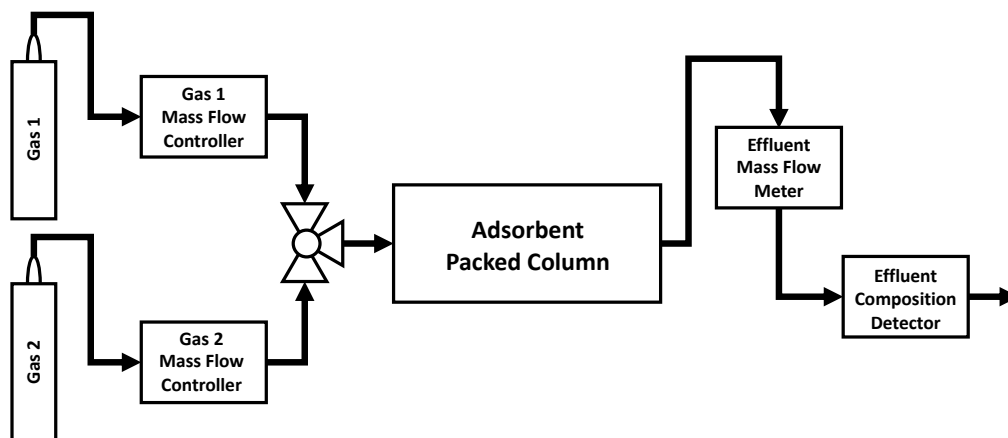 Gas 1
Gas 1
Mass Flow
Controller
Adsorbent
Packed Column
Effluent
Mass Flow
Meter
Gas 2
Gas 2
Mass Flow
Controller
Effluent
Composition
Detector